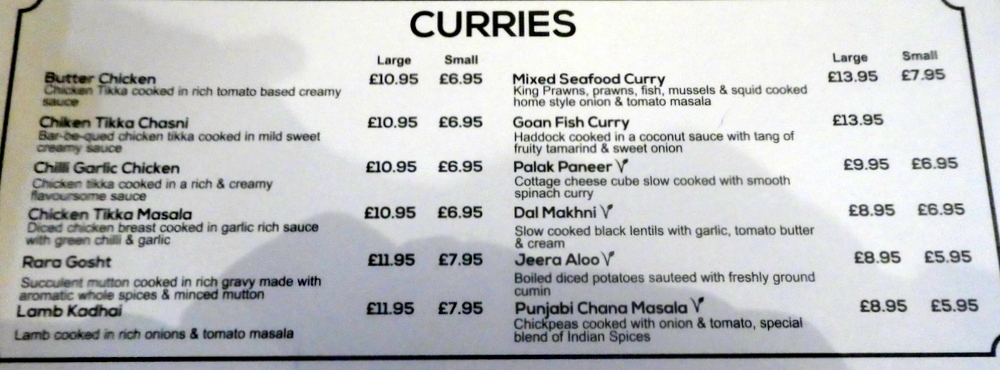 CURRIES
Large Small
Butter Chicken £10.95 £6.95
Chicken Tikka cooked in rich tomato based creamy
sauce
Chiken Tikka Chasni £10.95 £6.95
Bar-be-qued chicken tikka cooked in mild sweet
creamy sauce
Chilli Garlic Chicken £10.95 £6.95
Chicken tikka cooked in a rich & creamy
flavoursome sauce
Chicken Tikka Masala £10.95 £6.95
Diced chicken breast cooked in garlic rich sauce
with green chilli & garlic
Rara Gosht £11.95 £7.95
Succulent mutton cooked in rich gravy made with
aromatic whole spices & minced mutton
Lamb Kadhai £11.95 £7.95
Lamb cooked in rich onions & tomato masala
Large Small
Mixed Seafood Curry £13.95 £7.95
King Prawns, prawns, fish, mussels & squid cooked
home style onion & tomato masala
Goan Fish Curry £13.95
Haddock cooked in a coconut sauce with tang of
fruity tamarind & sweet onion
Palak Paneer V £9.95 £6.95
Cottage cheese cube slow cooked with smooth
spinach curry
Dal Makhni V £8.95 £6.95
Slow cooked black lentils with garlic, tomato butter
& cream
Jeera Aloo V £8.95 £5.95
Boiled diced potatoes sauteed with freshly ground
cumin
Punjabi Chana Masala V £8.95 £5.95
Chickpeas cooked with onion & tomato, special
blend of Indian Spices